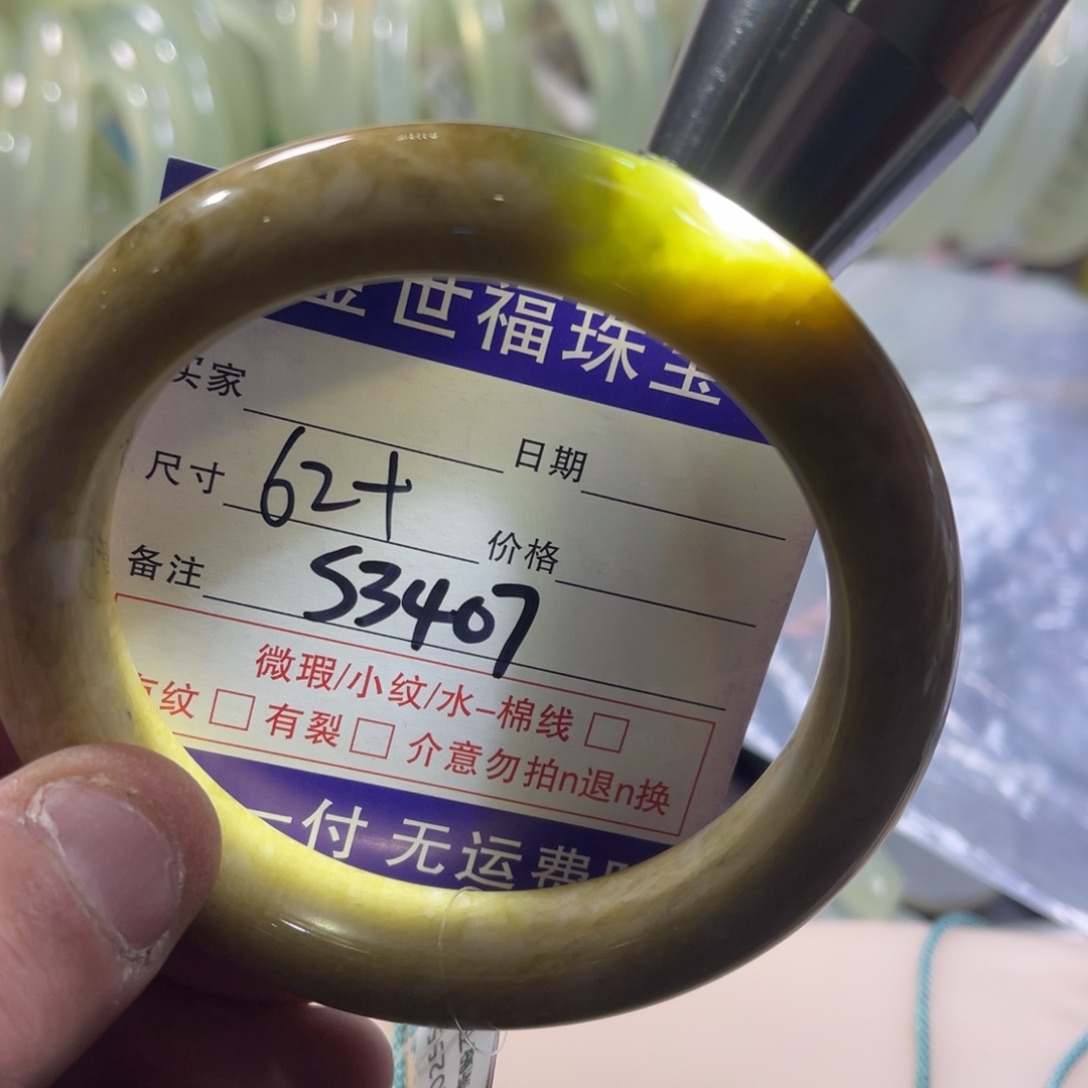 金世福珠宝
买家 日期
尺寸 62+ 价格
备注 S3407
微瑕/小纹/水-棉线 □
纹 □ 有裂 □ 介意勿拍n退n换
一付 无运费